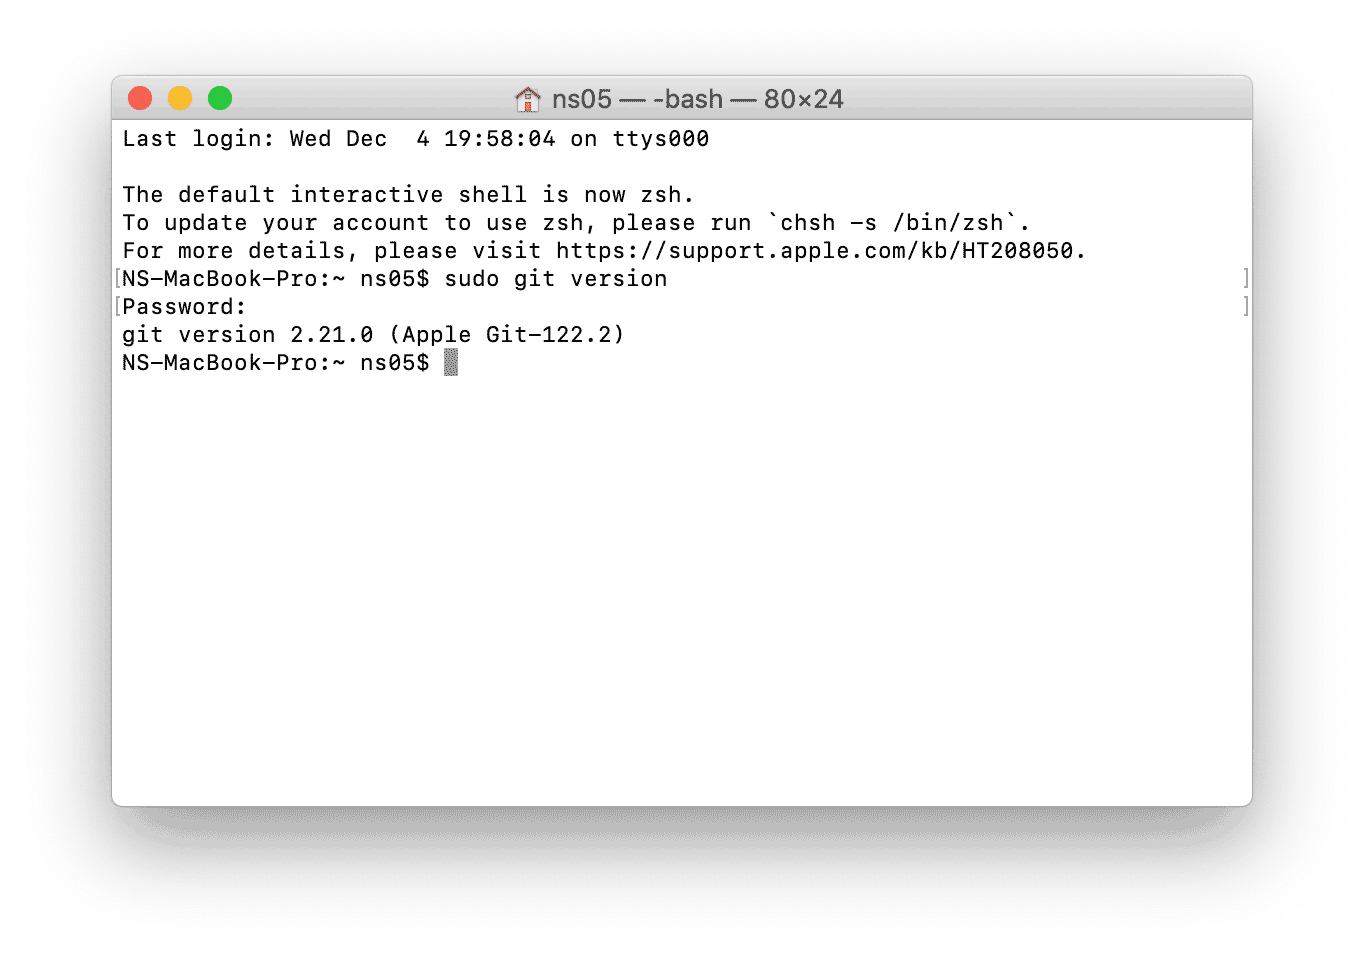 ns05 — -bash — 80×24
Last login: Wed Dec  4 19:58:04 on ttys000
The default interactive shell is now zsh.
To update your account to use zsh, please run `chsh -s /bin/zsh`.
For more details, please visit https://support.apple.com/kb/HT208050.
[NS-MacBook-Pro:~ ns05$ sudo git version ]
[Password: ]
git version 2.21.0 (Apple Git-122.2)
NS-MacBook-Pro:~ ns05$